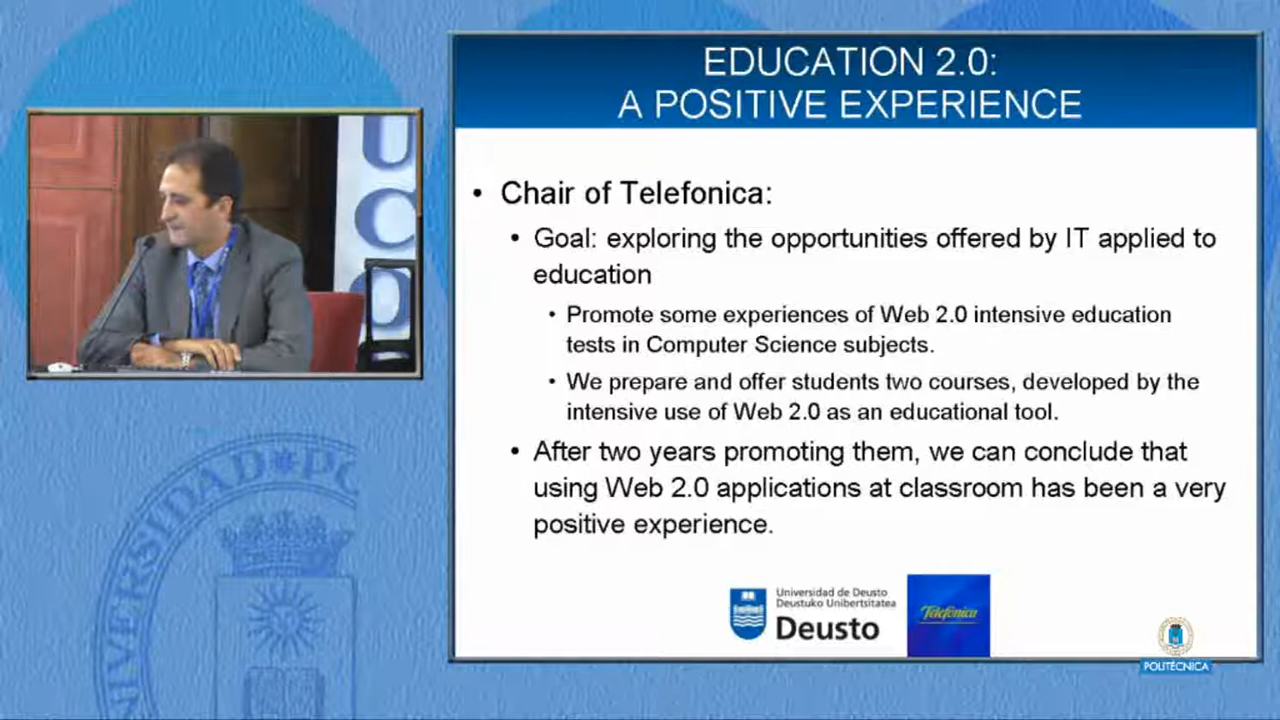 EDUCATION 2.0:
A POSITIVE EXPERIENCE
• Chair of Telefonica:
• Goal: exploring the opportunities offered by IT applied to
education
• Promote some experiences of Web 2.0 intensive education
tests in Computer Science subjects.
• We prepare and offer students two courses, developed by the
intensive use of Web 2.0 as an educational tool.
• After two years promoting them, we can conclude that
using Web 2.0 applications at classroom has been a very
positive experience.
Universidad de Deusto
Deustuko Unibertsitatea
Deusto
Telefónica
POLITÉCNICA
UNIVERSIDAD PO
U
C
O